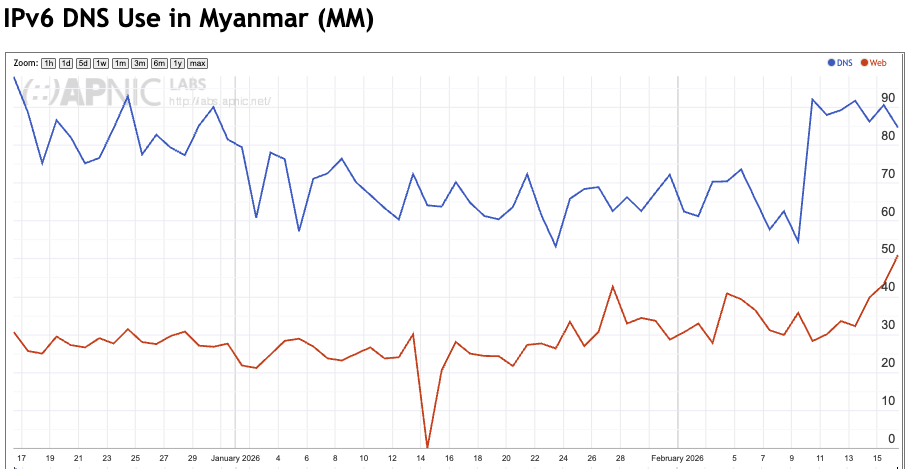 IPv6 DNS Use in Myanmar (MM)
Zoom: 1h 1d 5d 1w 1m 3m 6m 1y max
DNS Web
(::) APNIC LABS
http://labs.apnic.net/
90
80
70
60
50
40
30
20
10
0
17 19 21 23 25 27 29 January 2026 4 6 8 10 12 14 16 18 20 22 24 26 28 February 2026 5 7 9 11 13 15